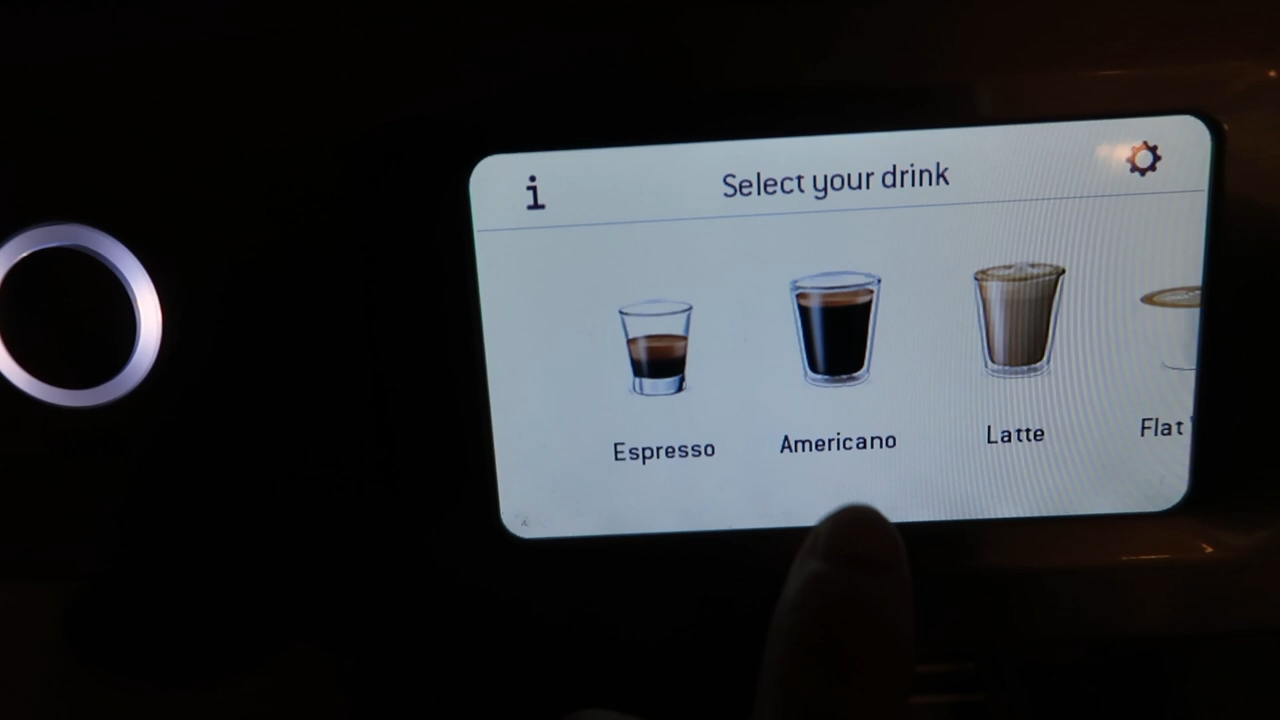 i
Select your drink
Espresso
Americano
Latte
Flat